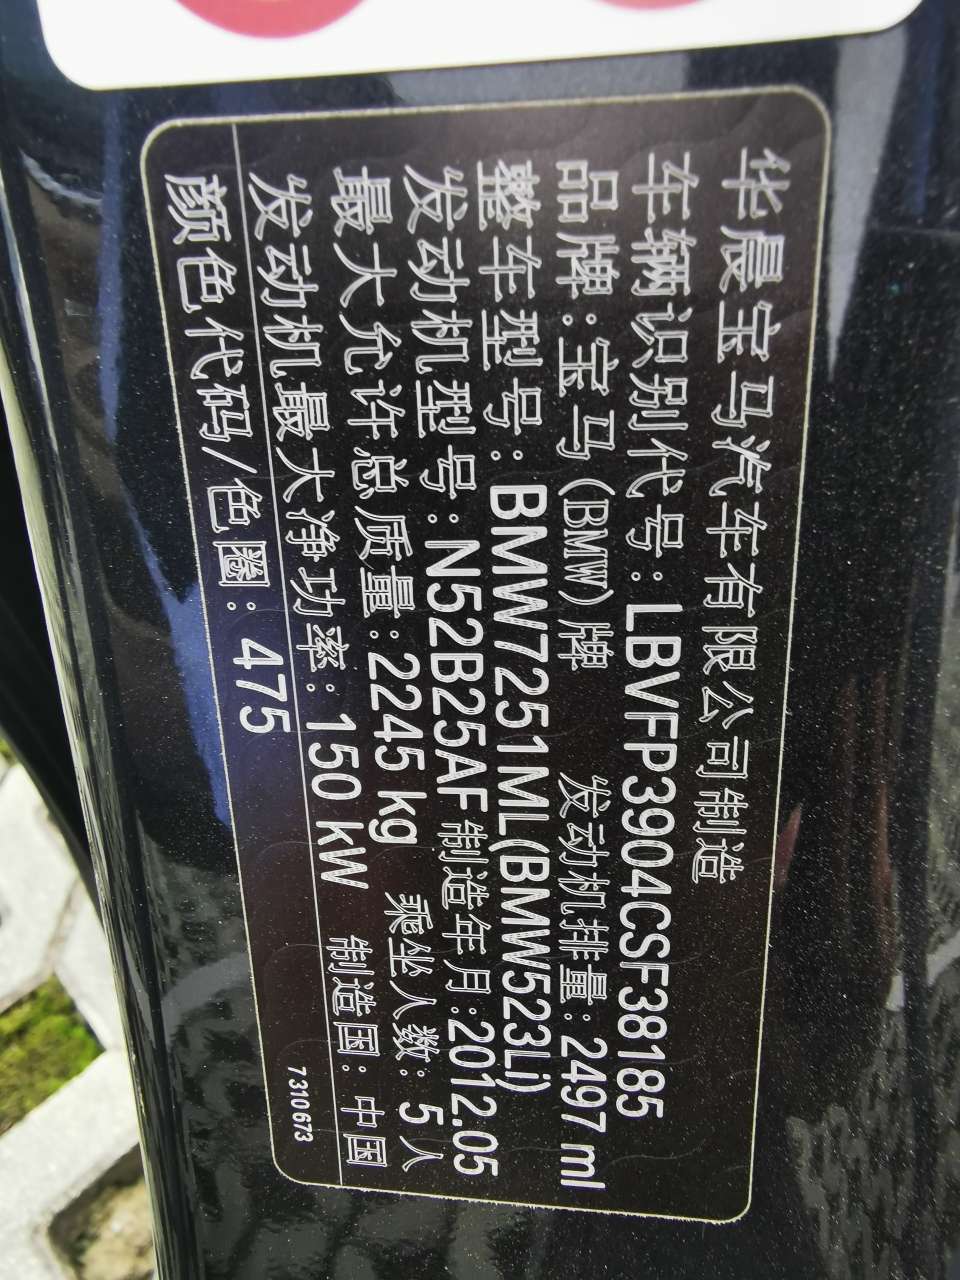 华晨宝马汽车有限公司制造
车辆识别代号:LBVFP3904CSF38185
品牌:宝马(BMW)牌 发动机排量:2497 ml
整车型号:BMW7251ML(BMW523Li)
发动机型号:N52B25AF 制造年月:2012.05
最大允许总质量:2245 kg 乘坐人数:5人
发动机最大净功率:150 kW 制造国:中国
颜色代码/色圈:475
7310673